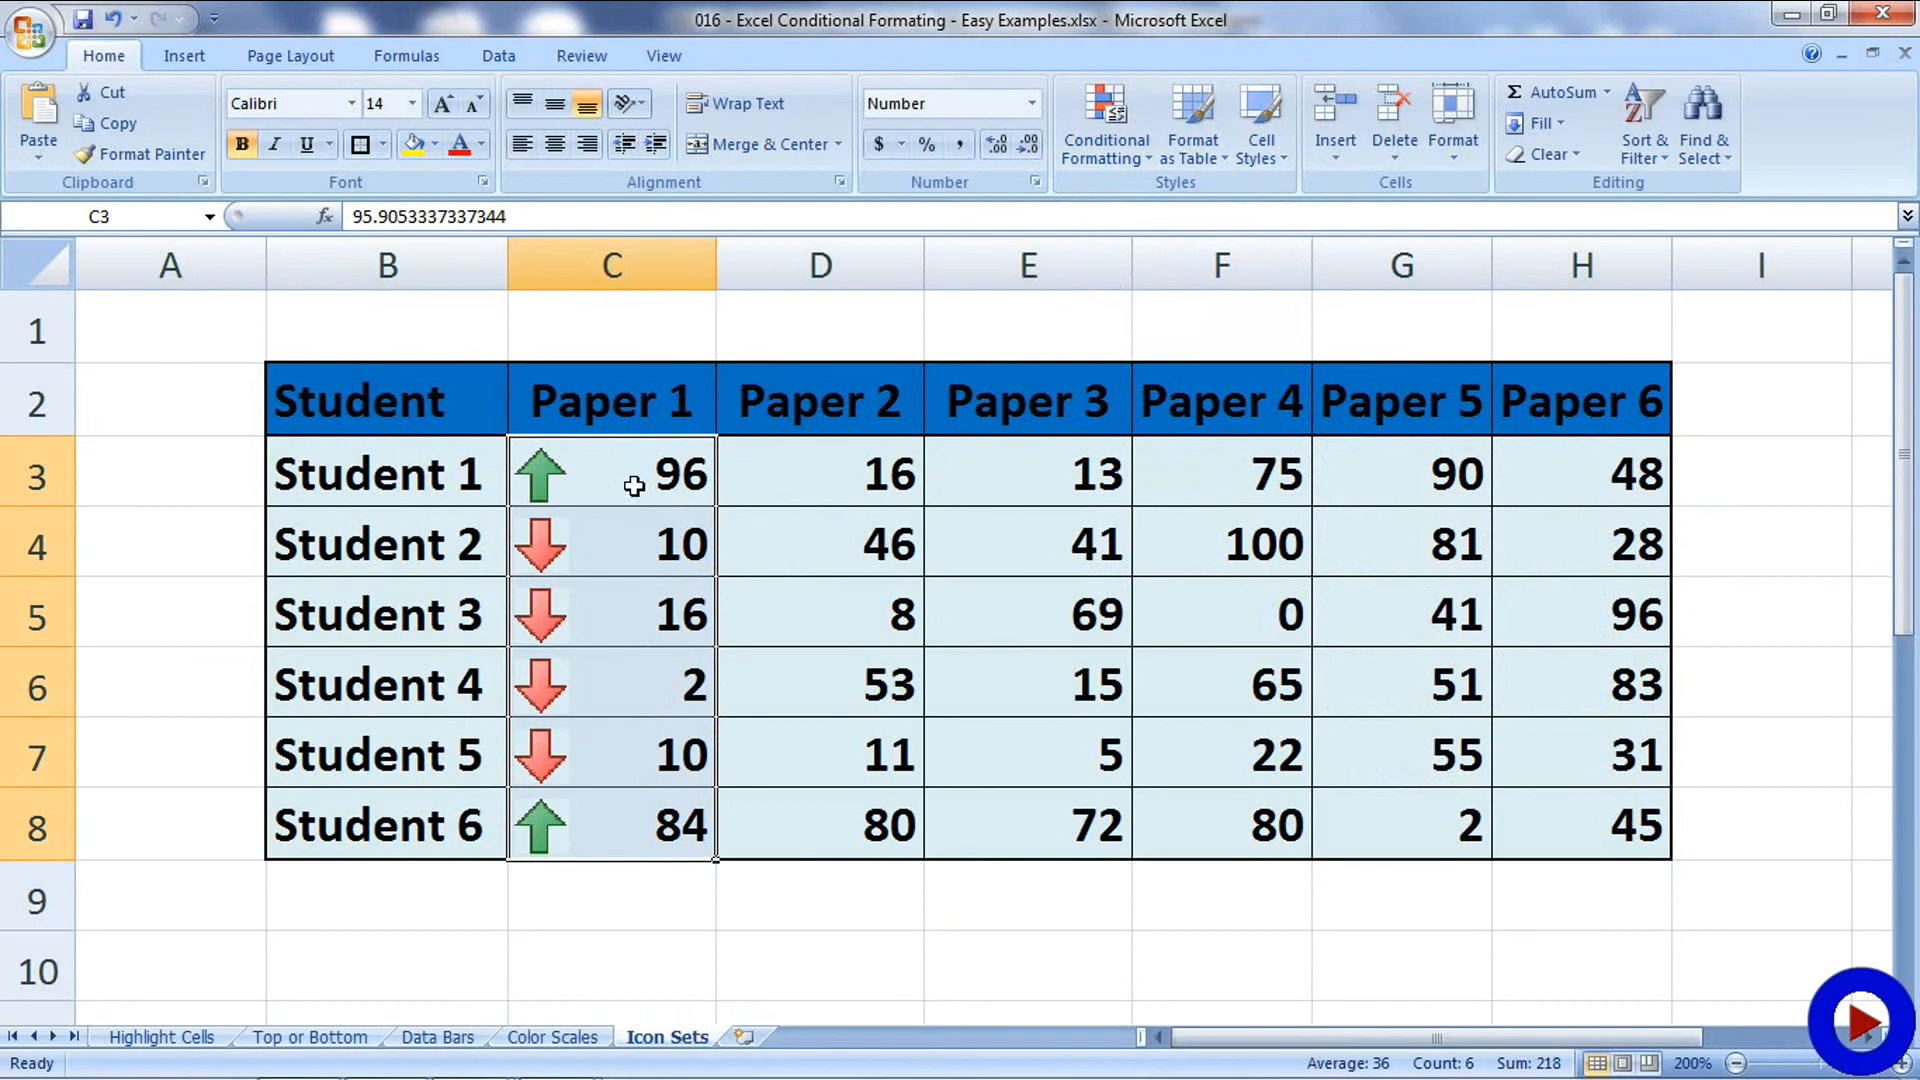 016 - Excel Conditional Formating - Easy Examples.xlsx - Microsoft Excel
Home Insert Page Layout Formulas Data Review View
Paste
Cut
Copy
Format Painter
Clipboard
Calibri 14
B I U A
Font
Wrap Text
Merge & Center
Alignment
Number
$ % ,
Number
Conditional Formatting
Format as Table
Cell Styles
Styles
Insert Delete Format
Cells
Σ AutoSum
Fill
Clear
Sort & Filter
Find & Select
Editing
C3 fx 95.9053337337344
A B C D E F G H I
1
2 Student Paper 1 Paper 2 Paper 3 Paper 4 Paper 5 Paper 6
3 Student 1 96 16 13 75 90 48
4 Student 2 10 46 41 100 81 28
5 Student 3 16 8 69 0 41 96
6 Student 4 2 53 15 65 51 83
7 Student 5 10 11 5 22 55 31
8 Student 6 84 80 72 80 2 45
9
10
Highlight Cells Top or Bottom Data Bars Color Scales Icon Sets
Ready Average: 36 Count: 6 Sum: 218 200%